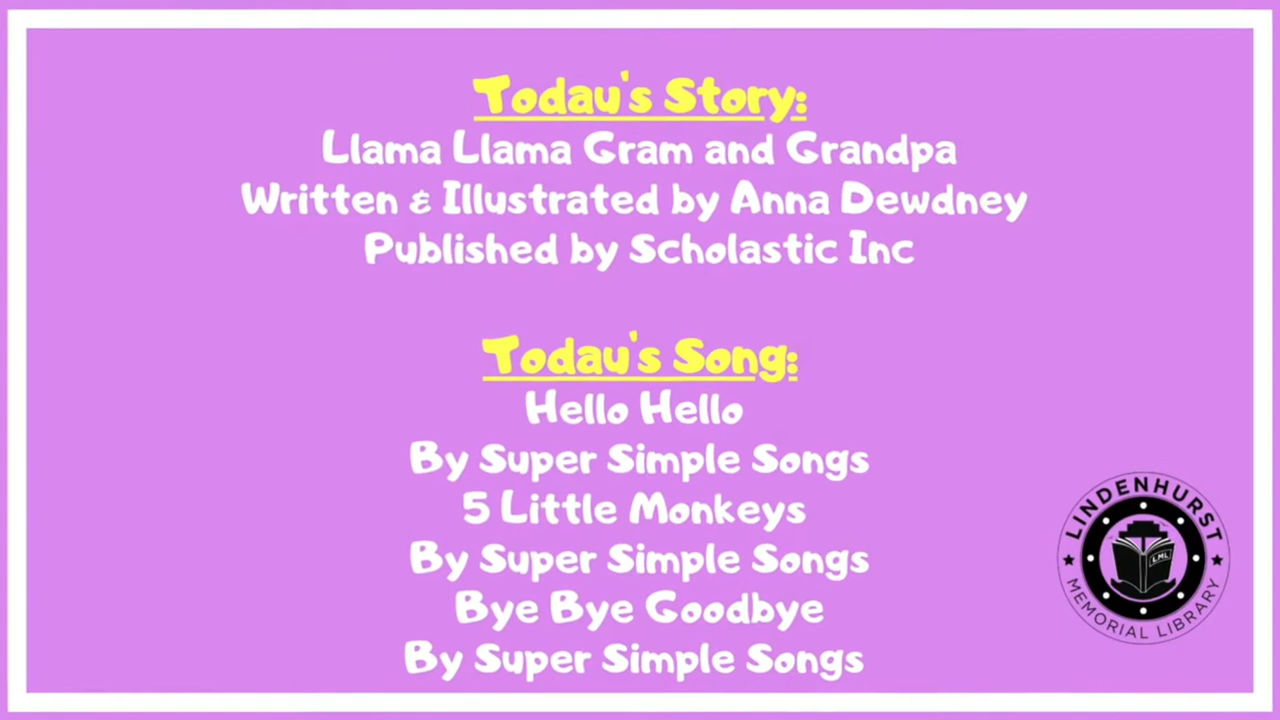 Today's Story:
Llama Llama Gram and Grandpa
Written & Illustrated by Anna Dewdney
Published by Scholastic Inc
Today's Song:
Hello Hello
By Super Simple Songs
5 Little Monkeys
By Super Simple Songs
Bye Bye Goodbye
By Super Simple Songs
LINDENHURST
LML
MEMORIAL LIBRARY